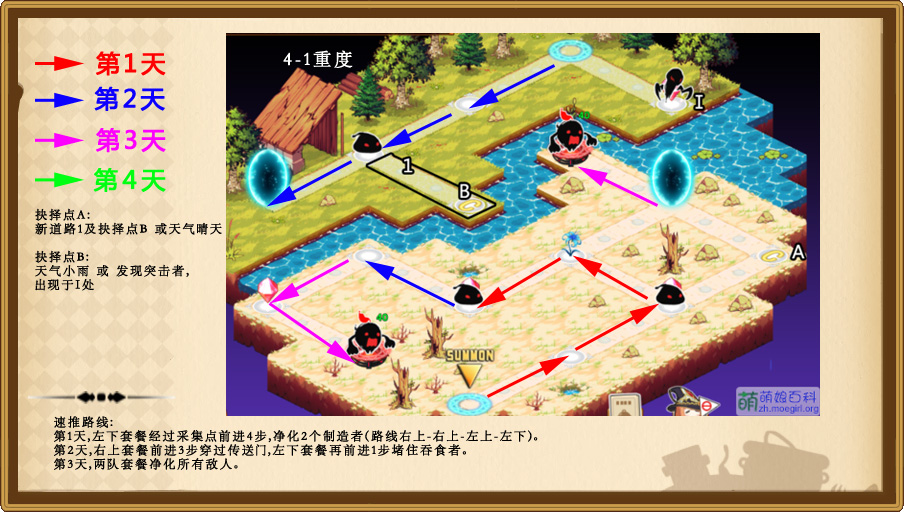 第1天
第2天
第3天
第4天
抉择点A:
新道路1及抉择点B 或天气晴天
抉择点B:
天气小雨 或 发现突击者,
出现于I处
4-1重度
I
40
1
B
A
40
SUMMON
萌娘百科
zh.moegirl.org
速推路线:
第1天,左下套餐经过采集点前进4步,净化2个制造者(路线右上-右上-左上-左下)。
第2天,右上套餐前进3步穿过传送门,左下套餐再前进1步堵住吞食者。
第3天,两队套餐净化所有敌人。